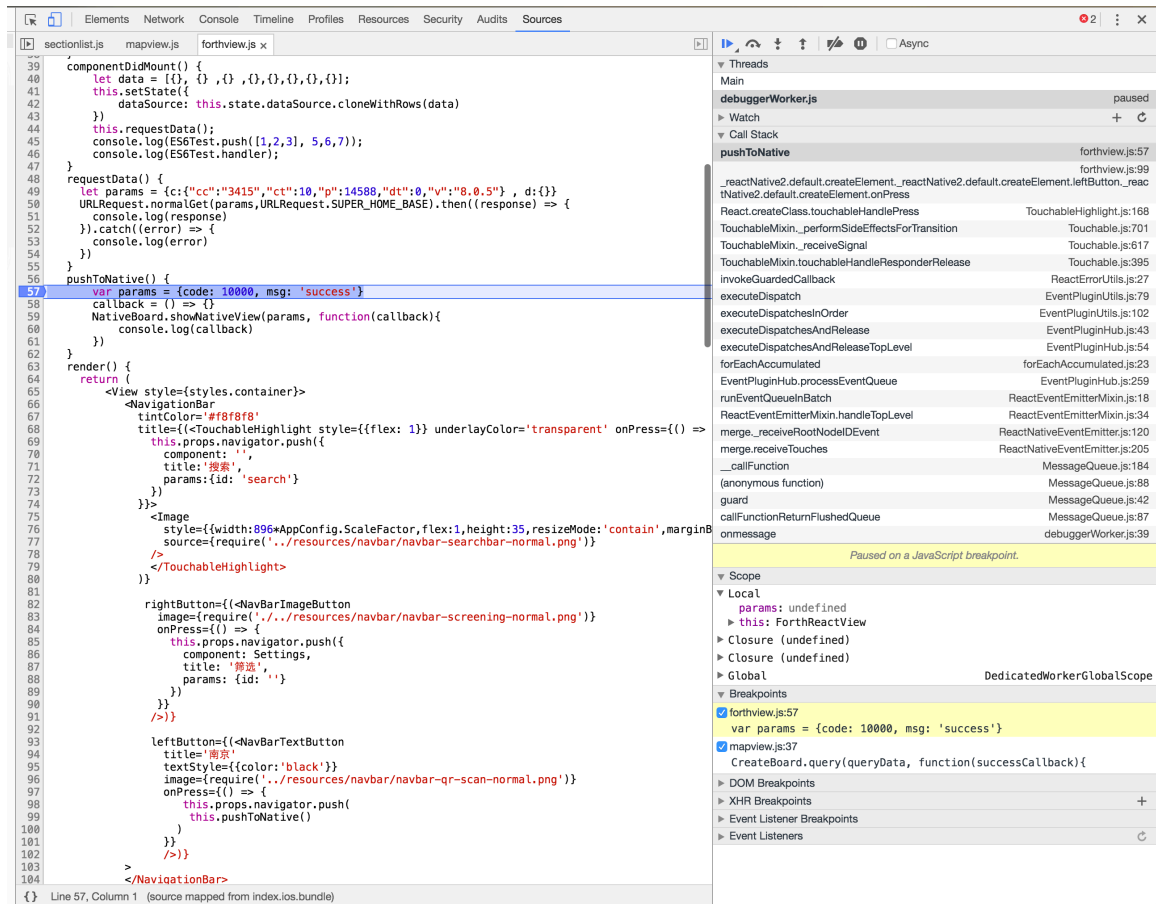 Elements Network Console Timeline Profiles Resources Security Audits Sources 2
sectionlist.js mapview.js forthview.js × Async
39 componentDidMount() {
40 let data = [{}, {} ,{} ,{},{},{},{},{}];
41 this.setState({
42 dataSource: this.state.dataSource.cloneWithRows(data)
43 })
44 this.requestData();
45 console.log(ES6Test.push([1,2,3], 5,6,7));
46 console.log(ES6Test.handler);
47 }
48 requestData() {
49 let params = {c:{"cc":"3415","ct":10,"p":14588,"dt":0,"v":"8.0.5"} , d:{}}
50 URLRequest.normalGet(params,URLRequest.SUPER_HOME_BASE).then((response) => {
51 console.log(response)
52 }).catch((error) => {
53 console.log(error)
54 })
55 }
56 pushToNative() {
57 var params = {code: 10000, msg: 'success'}
58 callback = () => {}
59 NativeBoard.showNativeView(params, function(callback){
60 console.log(callback)
61 })
62 }
63 render() {
64 return (
65 <View style={styles.container}>
66 <NavigationBar
67 tintColor='#f8f8f8'
68 title={(<TouchableHighlight style={{flex: 1}} underlayColor='transparent' onPress={() =>
69 this.props.navigator.push({
70 component: '',
71 title:'搜索',
72 params:{id: 'search'}
73 })
74 }}>
75 <Image
76 style={{width:896*AppConfig.ScaleFactor,flex:1,height:35,resizeMode:'contain',marginB
77 source={require('../resources/navbar/navbar-searchbar-normal.png')}
78 />
79 </TouchableHighlight>
80 )}
81
82 rightButton={(<NavBarImageButton
83 image={require('./../resources/navbar/navbar-screening-normal.png')}
84 onPress={() => {
85 this.props.navigator.push({
86 component: Settings,
87 title: '筛选',
88 params: {id: ''}
89 })
90 }}
91 />)}
92
93 leftButton={(<NavBarTextButton
94 title='南京'
95 textStyle={{color:'black'}}
96 image={require('../resources/navbar/navbar-qr-scan-normal.png')}
97 onPress={() => {
98 this.props.navigator.push(
99 this.pushToNative()
100 )
101 }}
102 />)}
103 >
104 </NavigationBar>
{} Line 57, Column 1 (source mapped from index.ios.bundle)
Threads
Main
debuggerWorker.js paused
Watch
Call Stack
pushToNative forthview.js:57
forthview.js:99
_reactNative2.default.createElement._reactNative2.default.createElement.leftButton._reac
tNative2.default.createElement.onPress
React.createClass.touchableHandlePress TouchableHighlight.js:168
TouchableMixin._performSideEffectsForTransition Touchable.js:701
TouchableMixin._receiveSignal Touchable.js:617
TouchableMixin.touchableHandleResponderRelease Touchable.js:395
invokeGuardedCallback ReactErrorUtils.js:27
executeDispatch EventPluginUtils.js:79
executeDispatchesInOrder EventPluginUtils.js:102
executeDispatchesAndRelease EventPluginHub.js:43
executeDispatchesAndReleaseTopLevel EventPluginHub.js:54
forEachAccumulated forEachAccumulated.js:23
EventPluginHub.processEventQueue EventPluginHub.js:259
runEventQueueInBatch ReactEventEmitterMixin.js:18
ReactEventEmitterMixin.handleTopLevel ReactEventEmitterMixin.js:34
merge._receiveRootNodeIDEvent ReactNativeEventEmitter.js:120
merge.receiveTouches ReactNativeEventEmitter.js:205
__callFunction MessageQueue.js:184
(anonymous function) MessageQueue.js:88
guard MessageQueue.js:42
callFunctionReturnFlushedQueue MessageQueue.js:87
onmessage debuggerWorker.js:39
Paused on a JavaScript breakpoint.
Scope
Local
params: undefined
this: ForthReactView
Closure (undefined)
Closure (undefined)
Global DedicatedWorkerGlobalScope
Breakpoints
forthview.js:57
var params = {code: 10000, msg: 'success'}
mapview.js:37
CreateBoard.query(queryData, function(successCallback){
DOM Breakpoints
XHR Breakpoints
Event Listener Breakpoints
Event Listeners